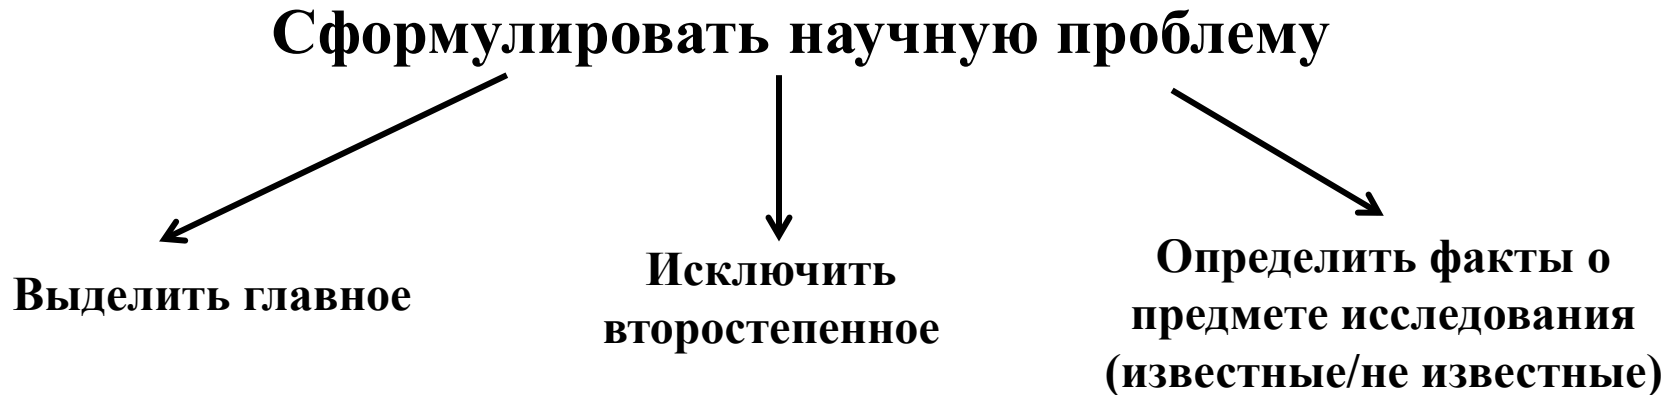 Сформулировать научную проблему
Выделить главное
Исключить
второстепенное
Определить факты о
предмете исследования
(известные/не известные)